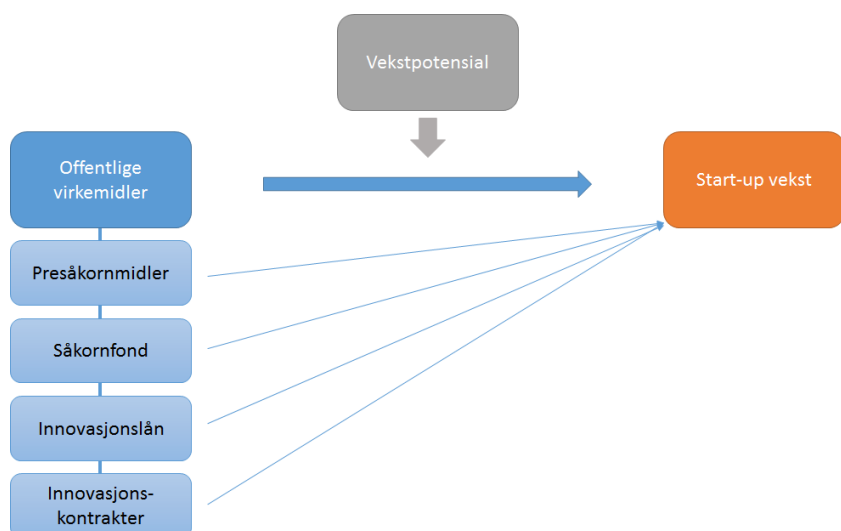 Vekstpotensial
Offentlige
virkemidler
Start-up vekst
Presåkornmidler
Såkornfond
Innovasjonslån
Innovasjons-
kontrakter